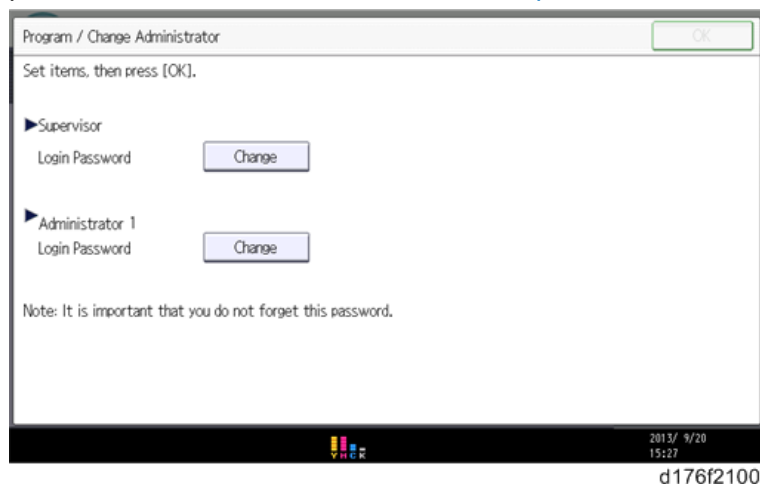 Program / Change Administrator
OK
Set items, then press [OK].
▶Supervisor
Login Password
Change
▶Administrator 1
Login Password
Change
Note: It is important that you do not forget this password.
Y M C K
2013/ 9/20
15:27
d176f2100